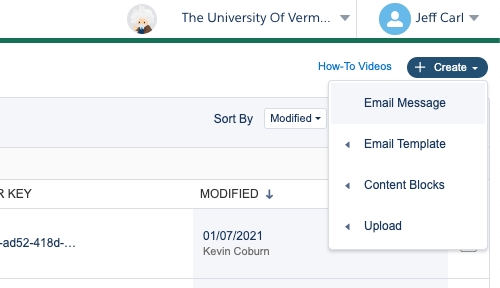 The University Of Verm...
Jeff Carl
How-To Videos
+ Create
Email Message
Sort By
Modified
Email Template
Content Blocks
R KEY
MODIFIED
Upload
-ad52-418d-...
01/07/2021
Kevin Coburn